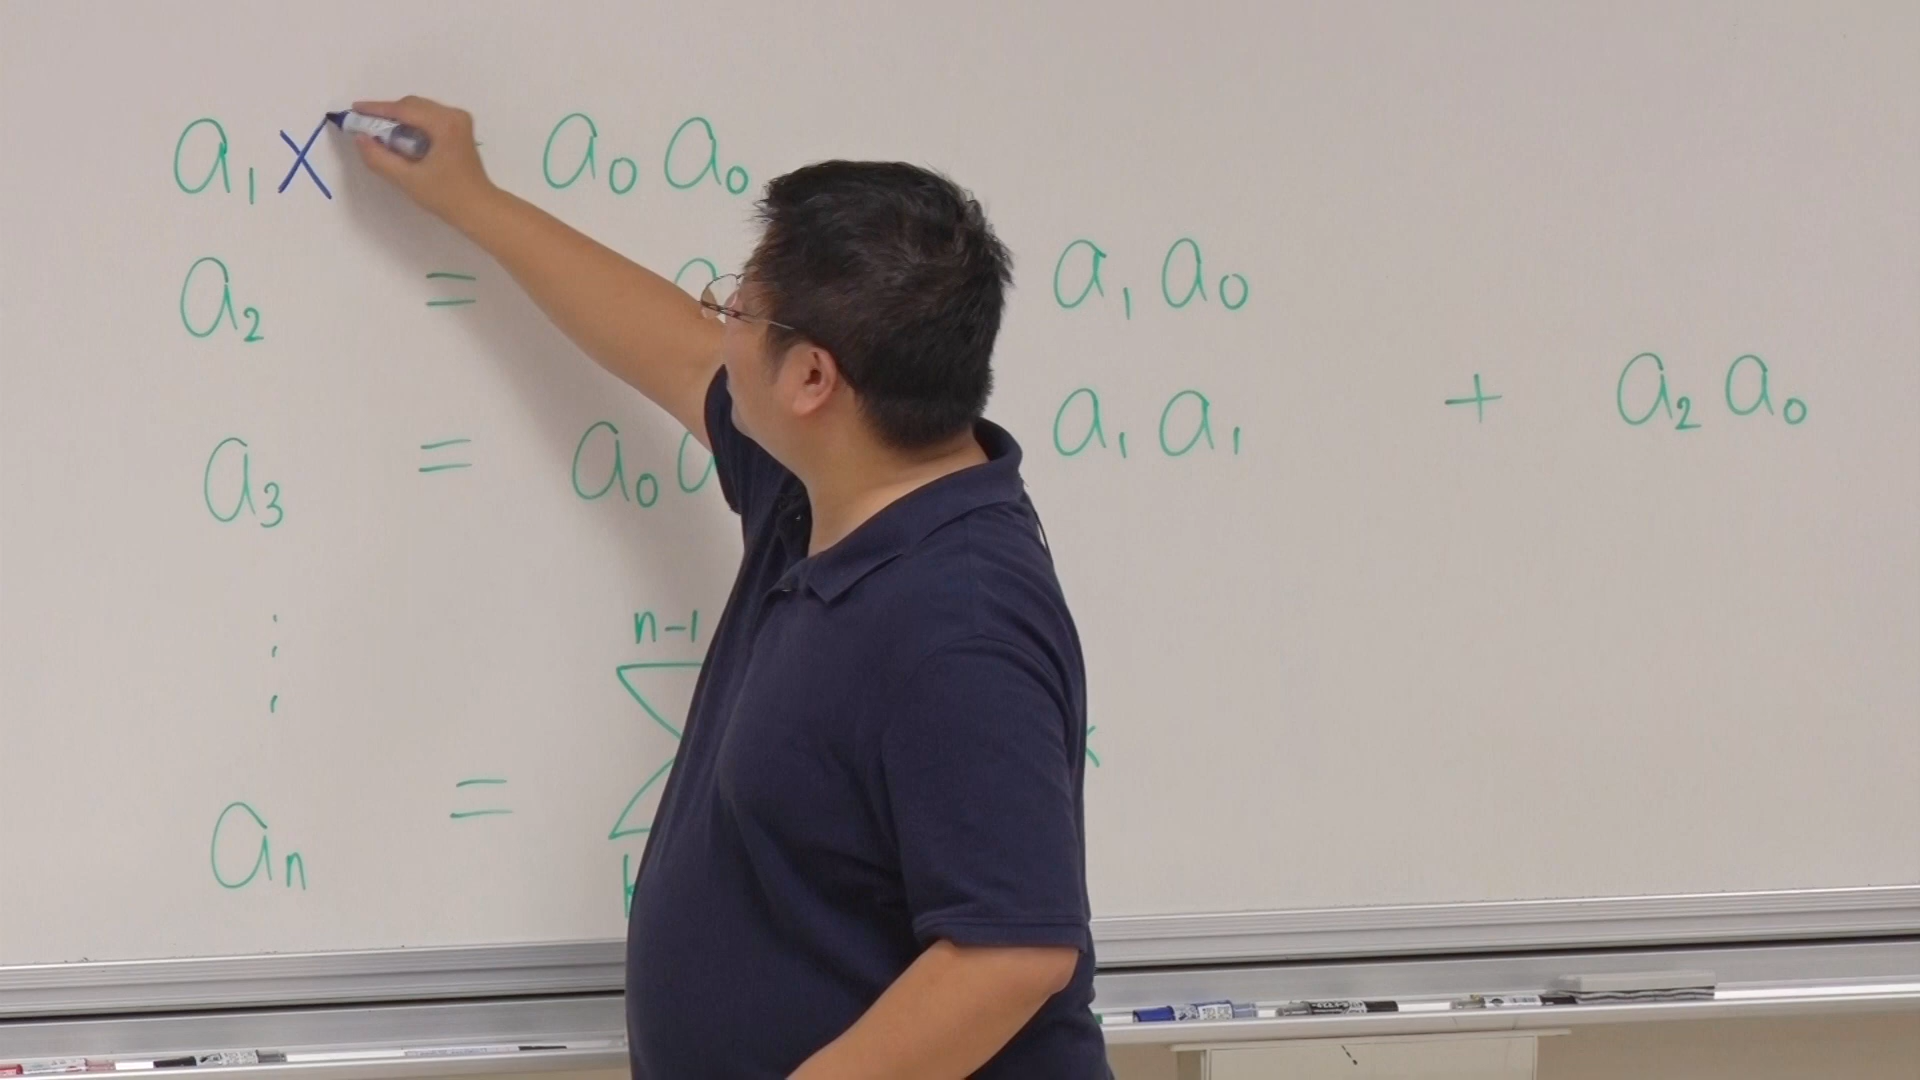 a₁ x a₀ a₀
a₂ = a₁ a₀
a₃ = a₀ a₁ a₁ + a₂ a₀
⋮
n-1
aₙ = Σ